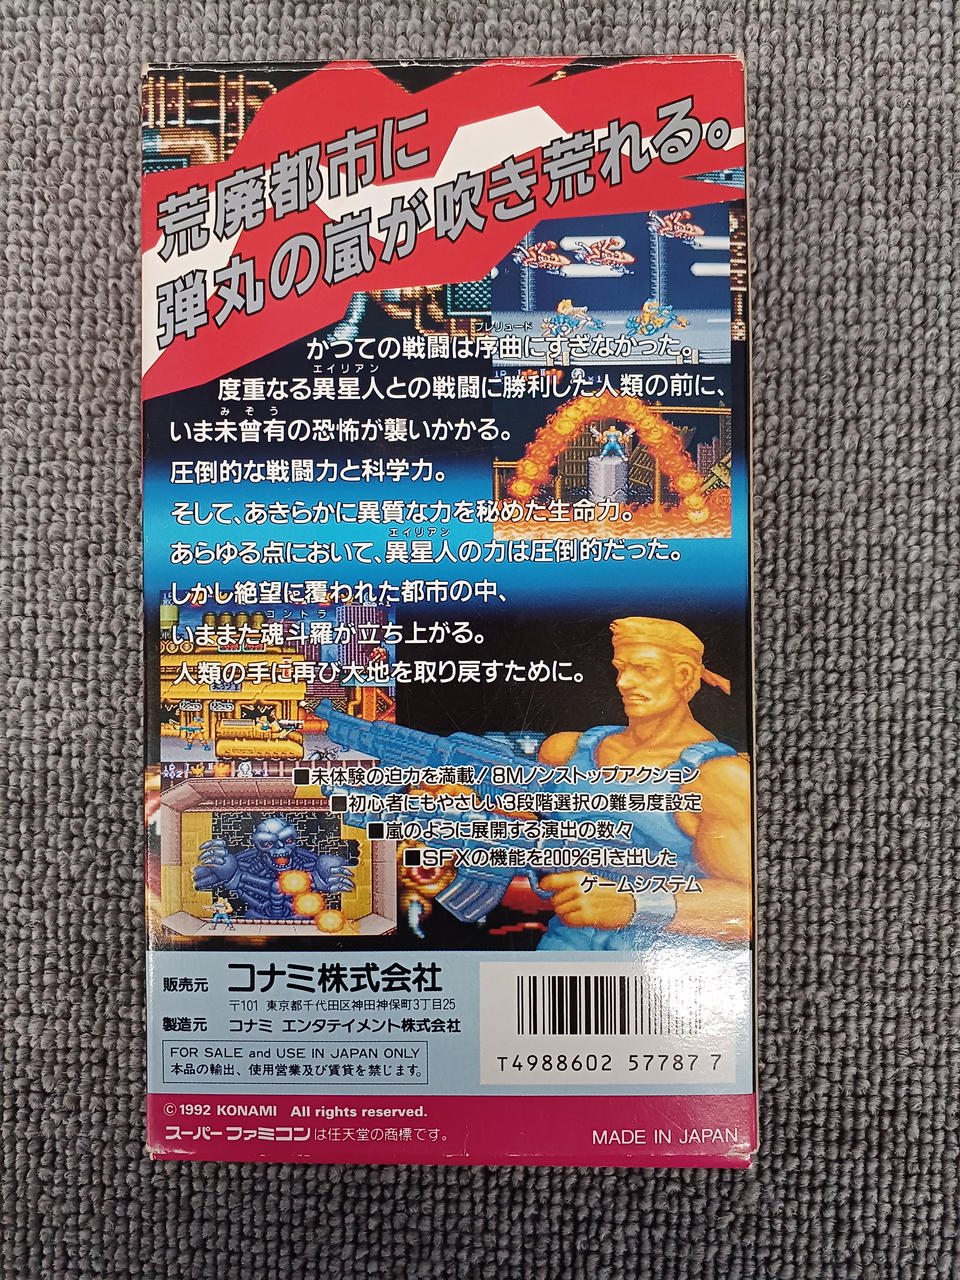 荒廃都市に
弾丸の嵐が吹き荒れる。
プレリュード
かつての戦闘は序曲にすぎなかった。
エイリアン
度重なる異星人との戦闘に勝利した人類の前に、
みぞう
いま未曾有の恐怖が襲いかかる。
圧倒的な戦闘力と科学力。
そして、あきらかに異質な力を秘めた生命力。
エイリアン
あらゆる点において、異星人の力は圧倒的だった。
しかし絶望に覆われた都市の中、
コントラ
いままた魂斗羅が立ち上がる。
人類の手に再び大地を取り戻すために。
■未体験の迫力を満載!8Mノンストップアクション
■初心者にもやさしい3段階選択の難易度設定
■嵐のように展開する演出の数々
■SFXの機能を200%引き出した
ゲームシステム
販売元 コナミ株式会社
〒101 東京都千代田区神田神保町3丁目25
製造元 コナミ エンタテイメント株式会社
FOR SALE and USE IN JAPAN ONLY
本品の輸出、使用営業及び賃貸を禁じます。
T4988602 57787 7
©1992 KONAMI All rights reserved.
スーパーファミコンは任天堂の商標です。
MADE IN JAPAN